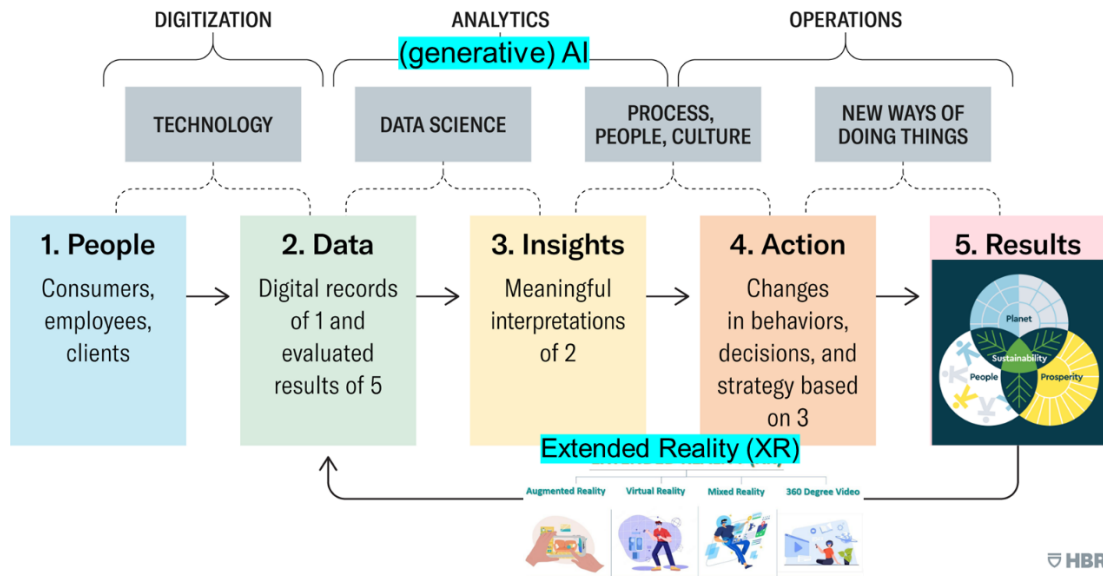 DIGITIZATION
ANALYTICS
OPERATIONS
(generative) AI
TECHNOLOGY
DATA SCIENCE
PROCESS,
PEOPLE, CULTURE
NEW WAYS OF
DOING THINGS
1. People
Consumers,
employees,
clients
2. Data
Digital records
of 1 and
evaluated
results of 5
3. Insights
Meaningful
interpretations
of 2
4. Action
Changes
in behaviors,
decisions, and
strategy based
on 3
5. Results
Planet
Sustainability
People
Prosperity
Extended Reality (XR)
Augmented Reality
Virtual Reality
Mixed Reality
360 Degree Video
HBR